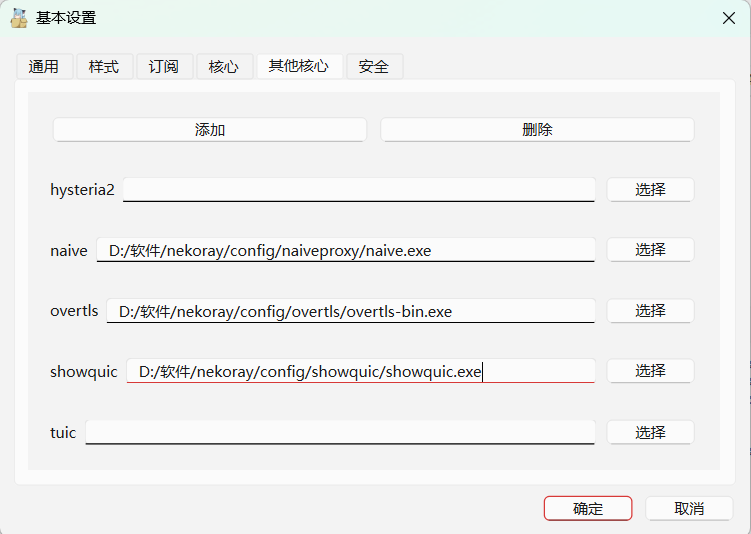 基本设置
通用 样式 订阅 核心 其他核心 安全
添加 删除
hysteria2 选择
naive D:/软件/nekoray/config/naiveproxy/naive.exe 选择
overtls D:/软件/nekoray/config/overtls/overtls-bin.exe 选择
showquic D:/软件/nekoray/config/showquic/showquic.exe 选择
tuic 选择
确定 取消